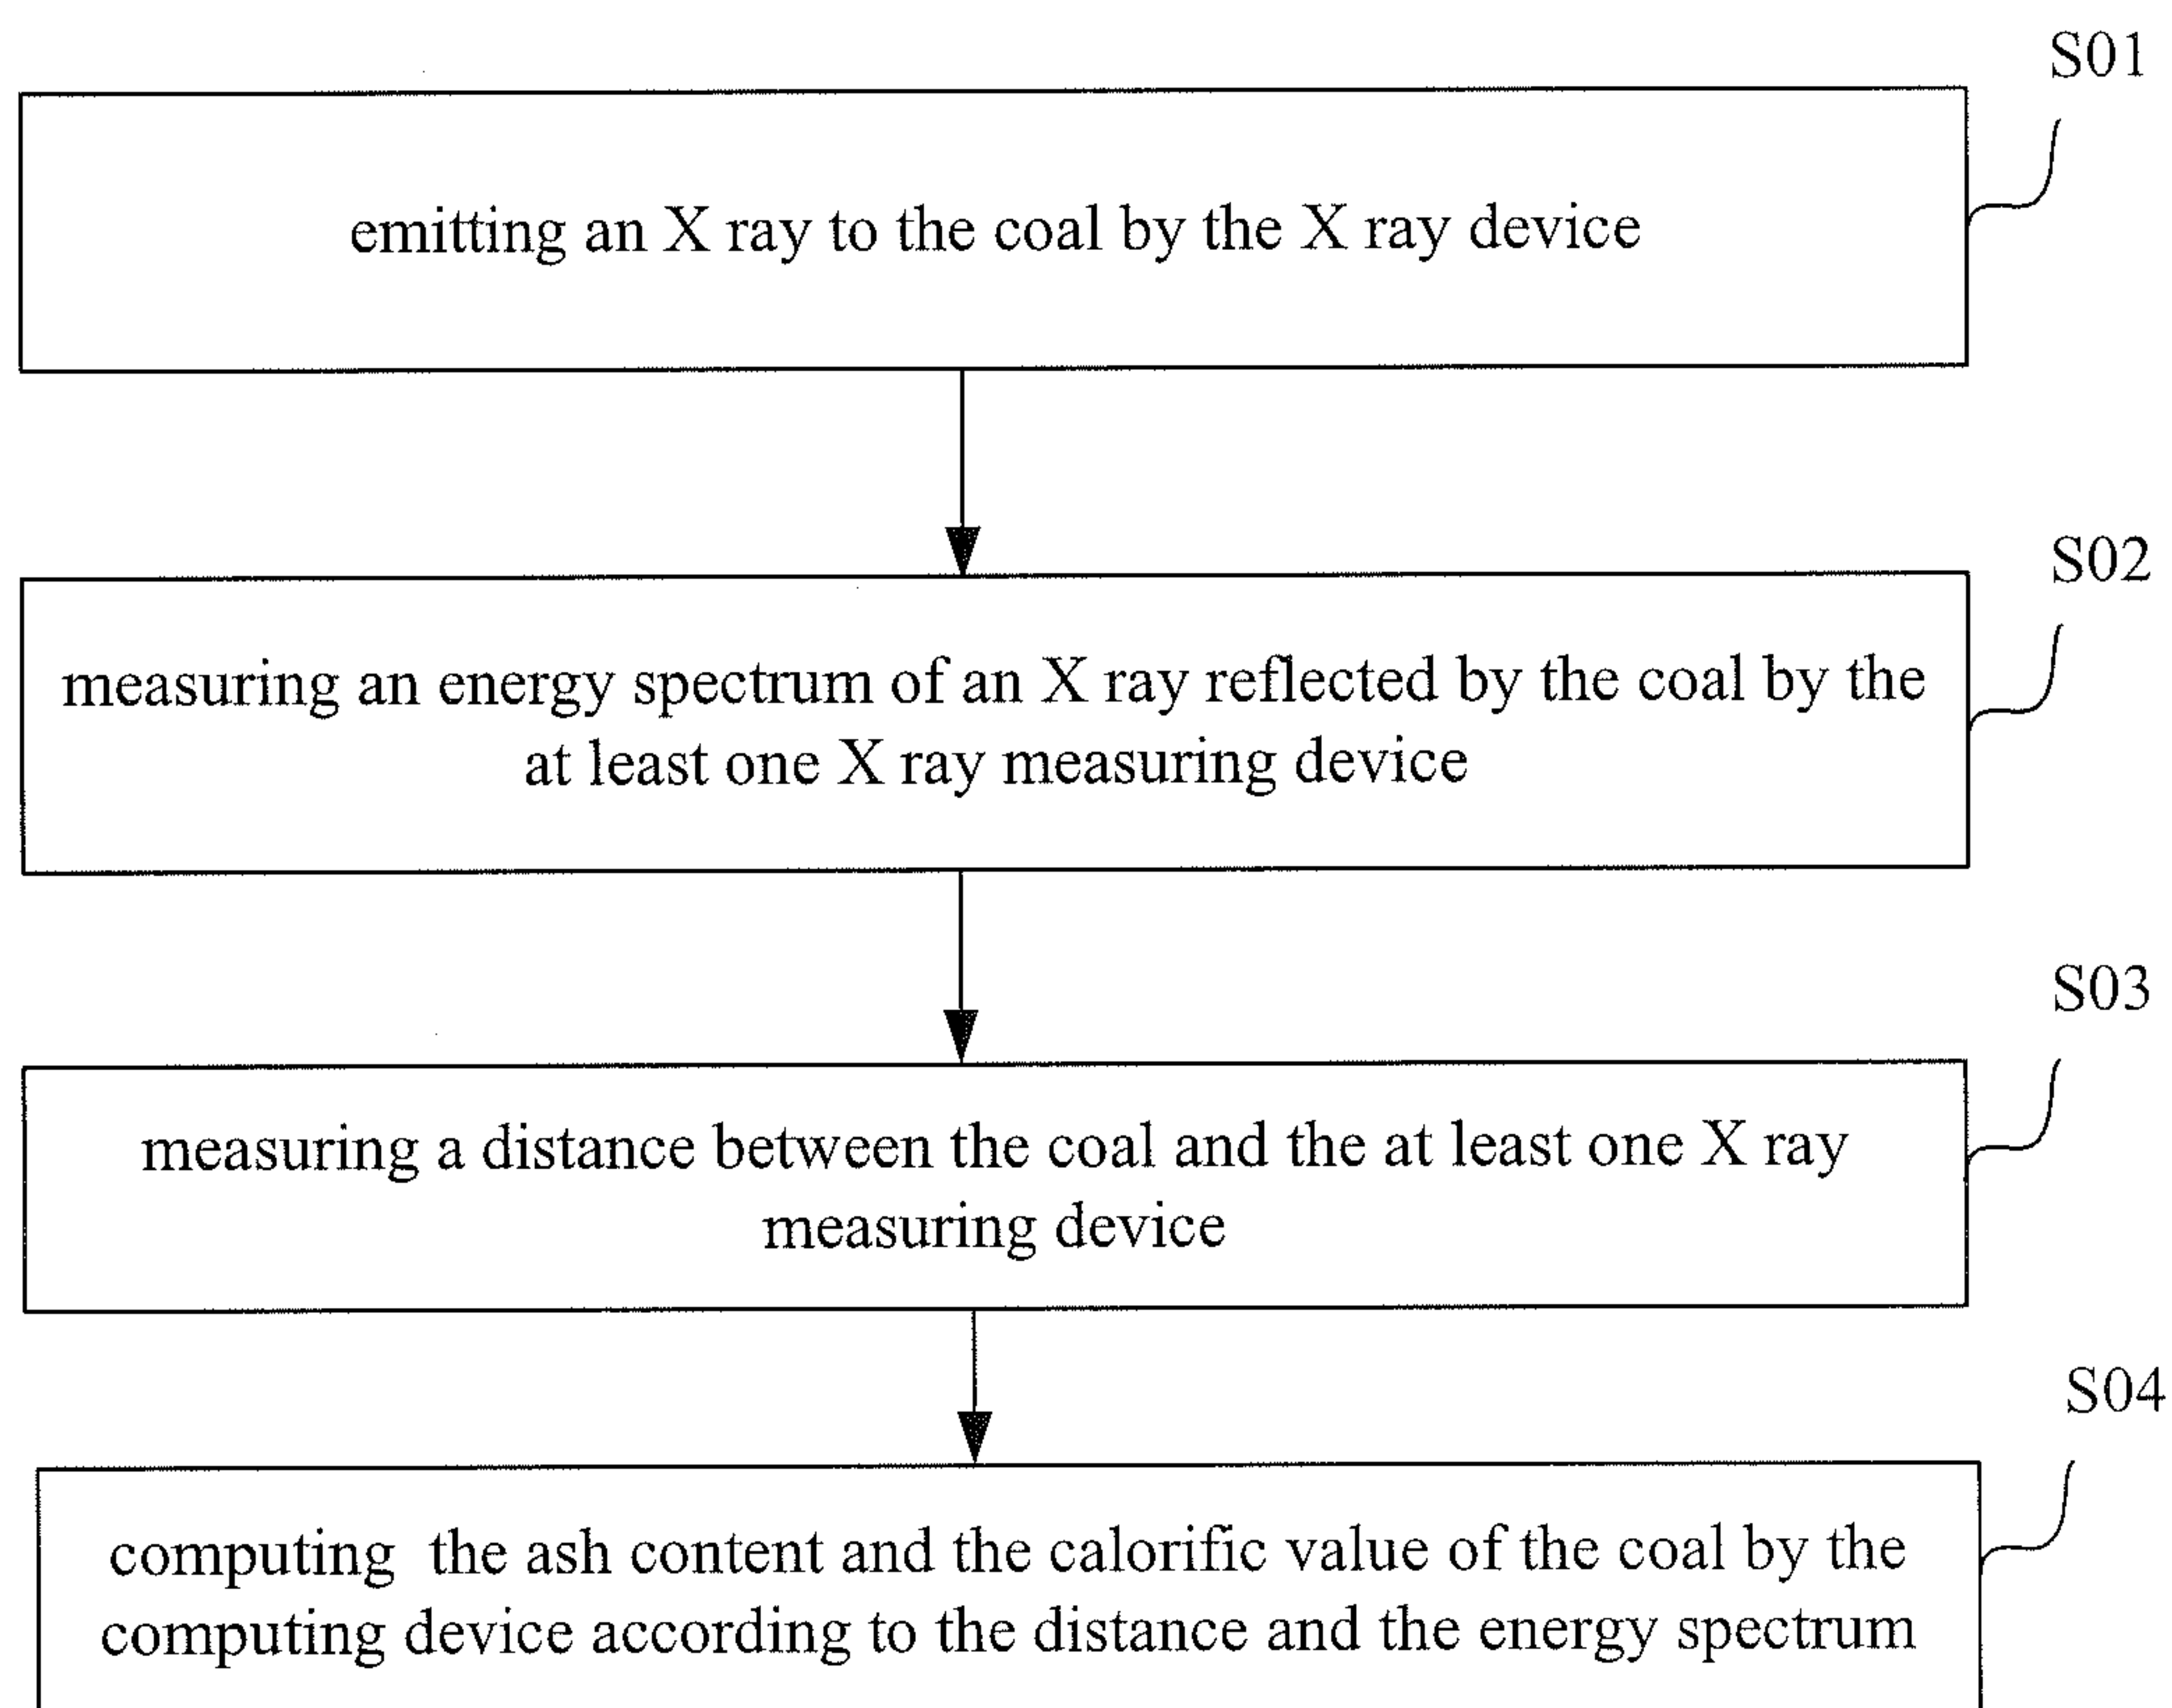 S01
emitting an X ray to the coal by the X ray device
S02
measuring an energy spectrum of an X ray reflected by the coal by the
at least one X ray measuring device
S03
measuring a distance between the coal and the at least one X ray
measuring device
S04
computing the ash content and the calorific value of the coal by the
computing device according to the distance and the energy spectrum